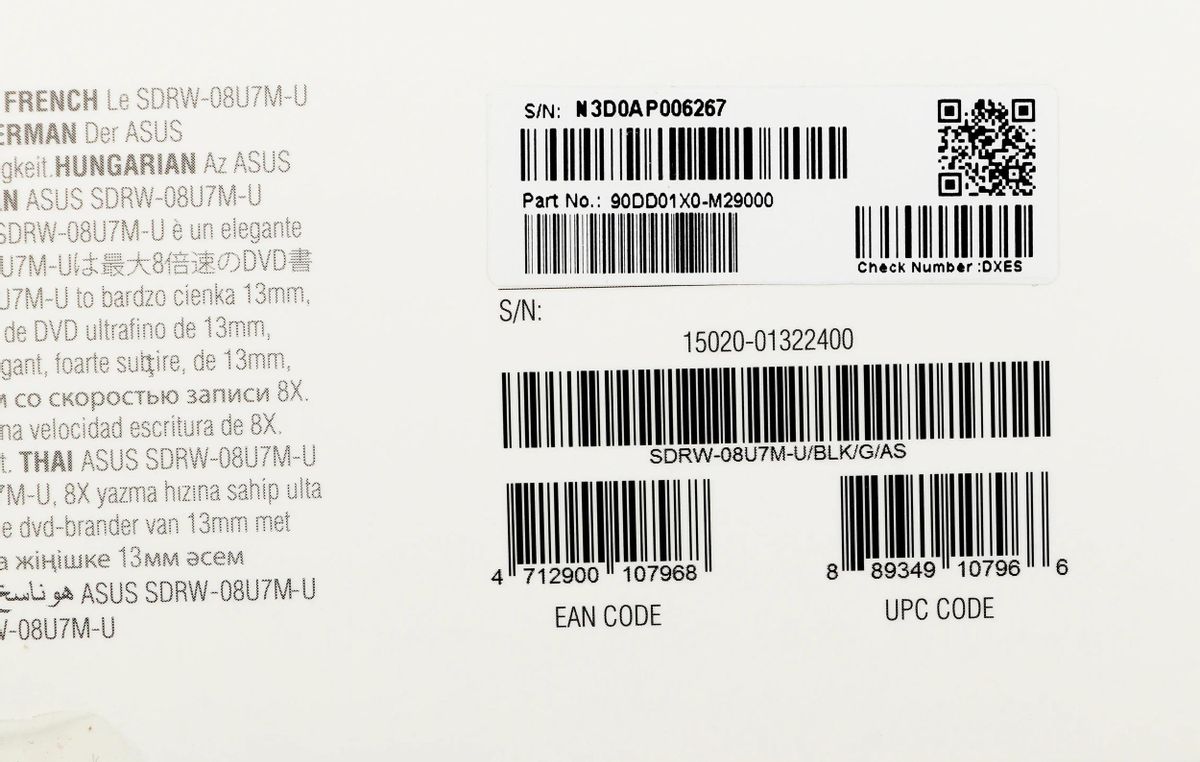 FRENCH Le SDRW-08U7M-U
ERMAN Der ASUS
gkeit.HUNGARIAN Az ASUS
AN ASUS SDRW-08U7M-U
SDRW-08U7M-U è un elegante
U7M-Uは最大8倍速のDVD書
U7M-U to bardzo cienka 13mm,
de DVD ultrafino de 13mm,
gant, foarte subţire, de 13mm,
и со скоростью записи 8X.
na velocidad escritura de 8X.
t. THAI ASUS SDRW-08U7M-U
7M-U, 8X yazma hızına sahip ulta
e dvd-brander van 13mm met
а жіңішке 13мм әсем
هو ناسخ ASUS SDRW-08U7M-U
W-08U7M-U
S/N: N3D0AP006267
Part No.: 90DD01X0-M29000
Check Number :DXES
S/N:
15020-01322400
SDRW-08U7M-U/BLK/G/AS
4 712900 107968
EAN CODE
8 89349 10796 6
UPC CODE